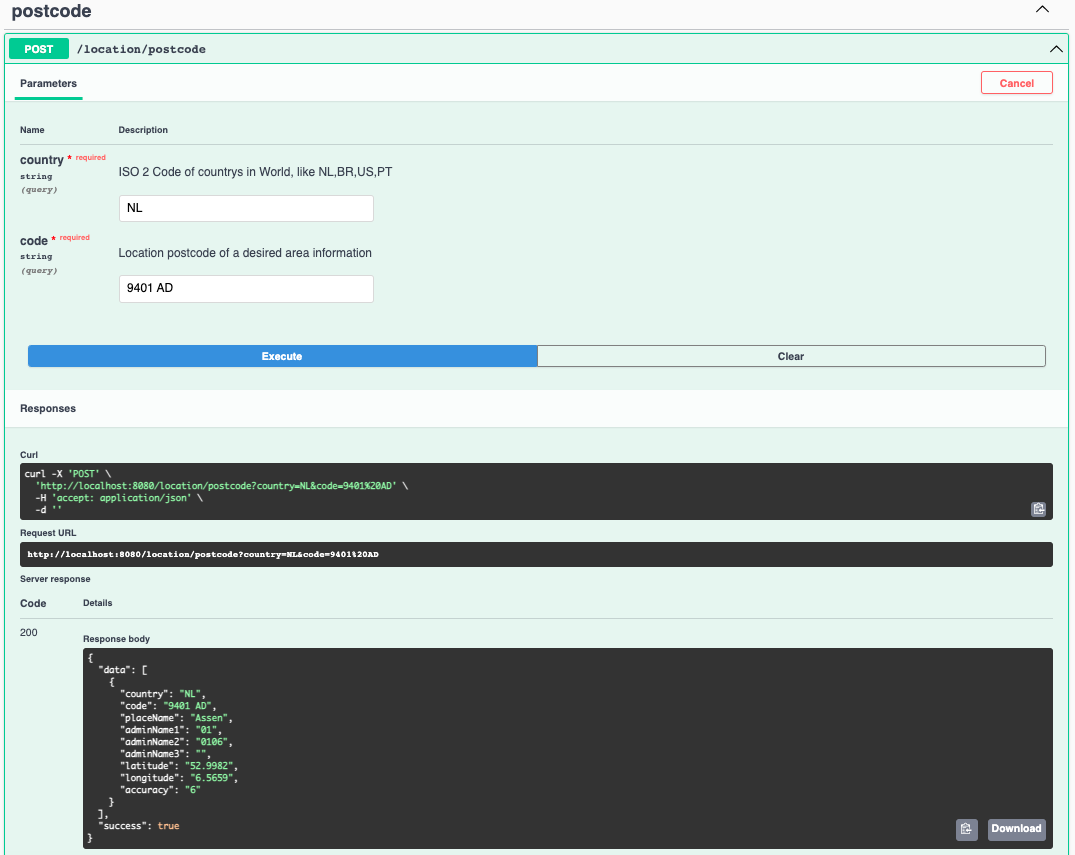 postcode
POST /location/postcode
Parameters
Cancel
Name Description
country * required
string
(query)
ISO 2 Code of countrys in World, like NL,BR,US,PT
NL
code * required
string
(query)
Location postcode of a desired area information
9401 AD
Execute Clear
Responses
Curl
curl -X 'POST' \
'http://localhost:8080/location/postcode?country=NL&code=9401%20AD' \
-H 'accept: application/json' \
-d ''
Request URL
http://localhost:8080/location/postcode?country=NL&code=9401%20AD
Server response
Code Details
200
Response body
{
"data": [
{
"country": "NL",
"code": "9401 AD",
"placeName": "Assen",
"adminName1": "01",
"adminName2": "0106",
"adminName3": "",
"latitude": "52.9982",
"longitude": "6.5659",
"accuracy": "6"
}
],
"success": true
}
Download